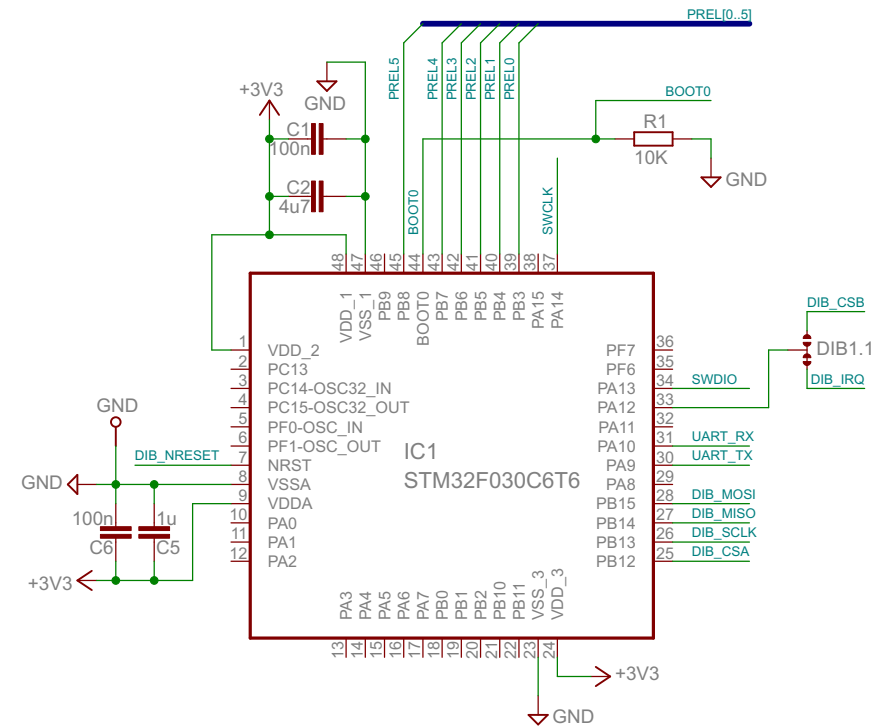 PREL[0..5]
PREL5
PREL4
PREL3
PREL2
PREL1
PREL0
GND
+3V3
C1
100n
C2
4u7
BOOT0
R1
10K
GND
BOOT0
SWCLK
48
47
46
45
44
43
42
41
40
39
38
37
VDD_1
VSS_1
PB9
PB8
BOOT0
PB7
PB6
PB5
PB4
PB3
PA15
PA14
1 VDD_2
2 PC13
3 PC14-OSC32_IN
4 PC15-OSC32_OUT
5 PF0-OSC_IN
6 PF1-OSC_OUT
DIB_NRESET 7 NRST
8 VSSA
9 VDDA
10 PA0
11 PA1
12 PA2
GND
GND
100n
C6
1u
C5
+3V3
IC1
STM32F030C6T6
PF7 36
PF6 35
PA13 34 SWDIO
PA12 33
PA11 32
PA10 31 UART_RX
PA9 30 UART_TX
PA8 29
PB15 28 DIB_MOSI
PB14 27 DIB_MISO
PB13 26 DIB_SCLK
PB12 25 DIB_CSA
DIB_CSB
DIB1.1
DIB_IRQ
PA3
PA4
PA5
PA6
PA7
PB0
PB1
PB2
PB10
PB11
VSS_3
VDD_3
13
14
15
16
17
18
19
20
21
22
23
24
+3V3
GND